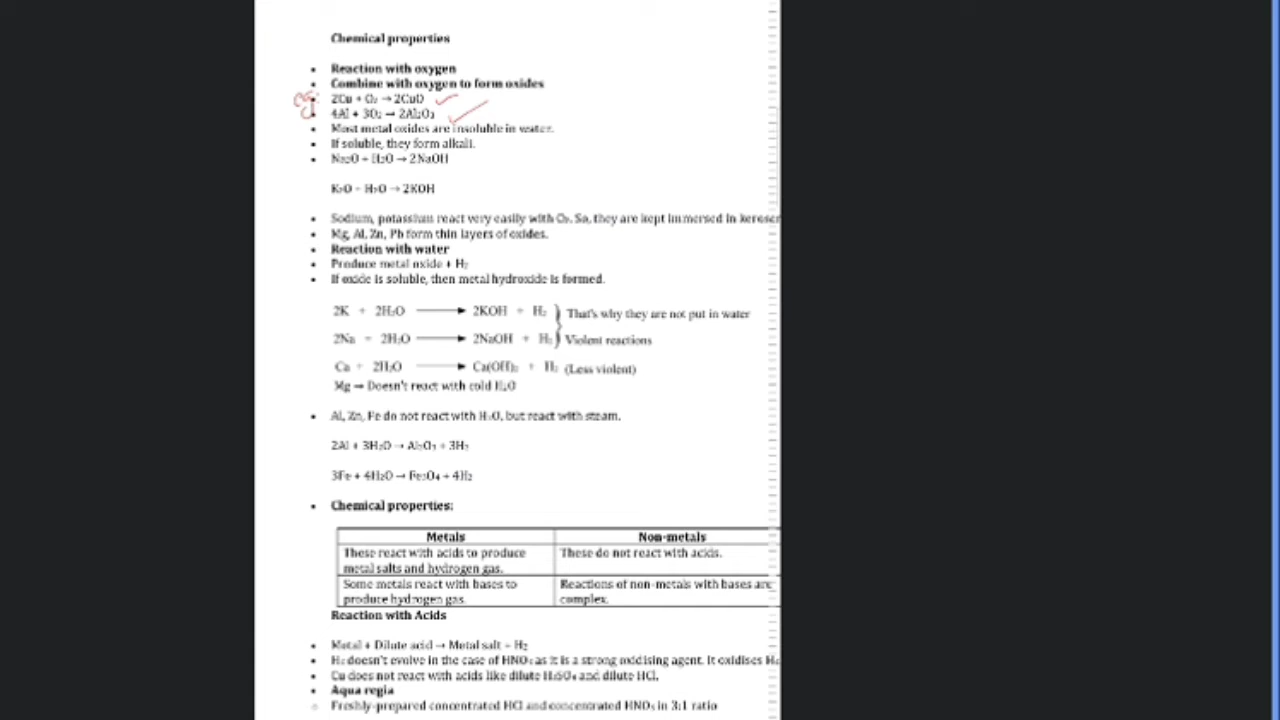 Chemical properties
• Reaction with oxygen
• Combine with oxygen to form oxides
eg:
• 2Cu + O₂ → 2CuO
• 4Al + 3O₂ → 2Al₂O₃
• Most metal oxides are insoluble in water.
• If soluble, they form alkali.
• Na₂O + H₂O → 2NaOH
K₂O + H₂O → 2KOH
• Sodium, potassium react very easily with O₂. So, they are kept immersed in
• Mg, Al, Zn, Pb form thin layers of oxides.
• Reaction with water
• Produce metal oxide + H₂
• If oxide is soluble, then metal hydroxide is formed.
2K + 2H₂O → 2KOH + H₂ } That's why they are not put in water
2Na + 2H₂O → 2NaOH + H₂ } Violent reactions
Ca + 2H₂O → Ca(OH)₂ + H₂ (Less violent)
Mg → Doesn't react with cold H₂O
• Al, Zn, Fe do not react with H₂O, but react with steam.
2Al + 3H₂O → Al₂O₃ + 3H₂
3Fe + 4H₂O → Fe₃O₄ + 4H₂
• Chemical properties:
Metals Non-metals
These react with acids to produce These do not react with acids.
metal salts and hydrogen gas.
Some metals react with bases to Reactions of non-metals with bases are
produce hydrogen gas. complex.
Reaction with Acids
• Metal + Dilute acid → Metal salt + H₂
• H₂ doesn't evolve in the case of HNO₃ as it is a strong oxidising agent. It oxidises H₂
• Cu does not react with acids like dilute H₂SO₄ and dilute HCl.
• Aqua regia
○ Freshly-prepared concentrated HCl and concentrated HNO₃ in 3:1 ratio